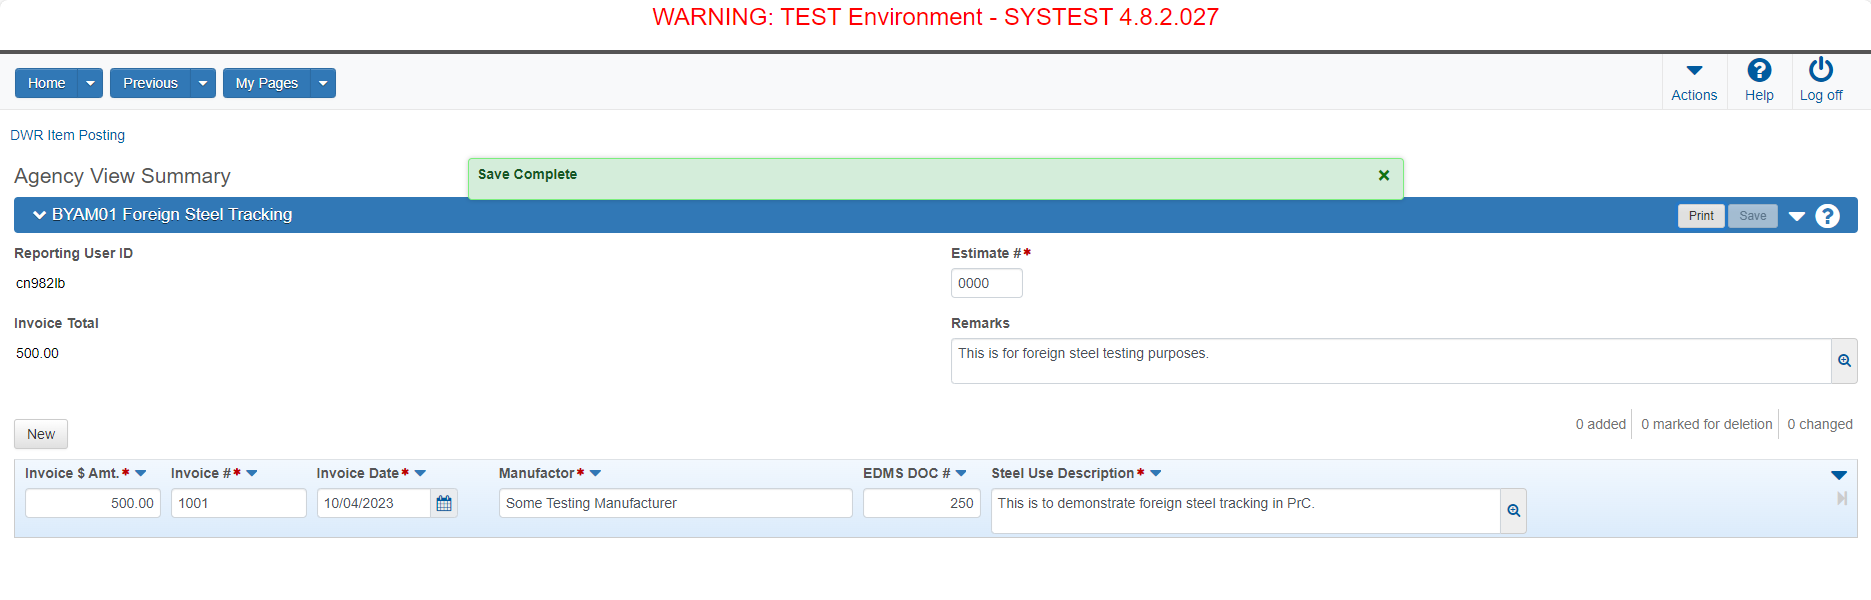 WARNING: TEST Environment - SYSTEST 4.8.2.027
Home Previous My Pages Actions Help Log off
DWR Item Posting
Agency View Summary
Save Complete
BYAM01 Foreign Steel Tracking Print Save
Reporting User ID Estimate #*
cn982lb 0000
Invoice Total Remarks
500.00 This is for foreign steel testing purposes.
New 0 added 0 marked for deletion 0 changed
Invoice $ Amt.* Invoice #* Invoice Date* Manufactor* EDMS DOC # Steel Use Description*
500.00 1001 10/04/2023 Some Testing Manufacturer 250 This is to demonstrate foreign steel tracking in PrC.